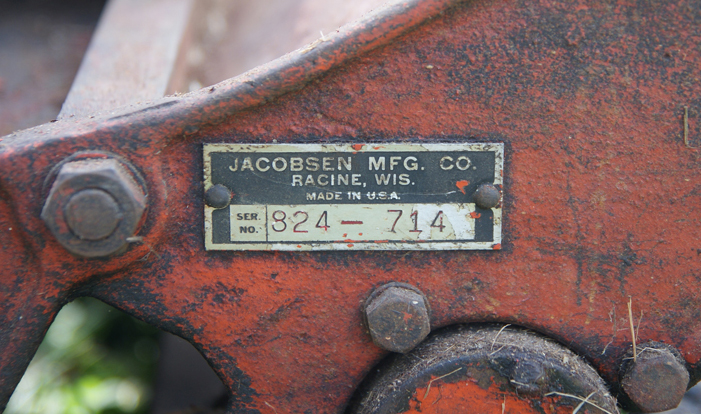 JACOBSEN MFG. CO.
RACINE, WIS.
MADE IN U.S.A.
SER. NO. 824-714